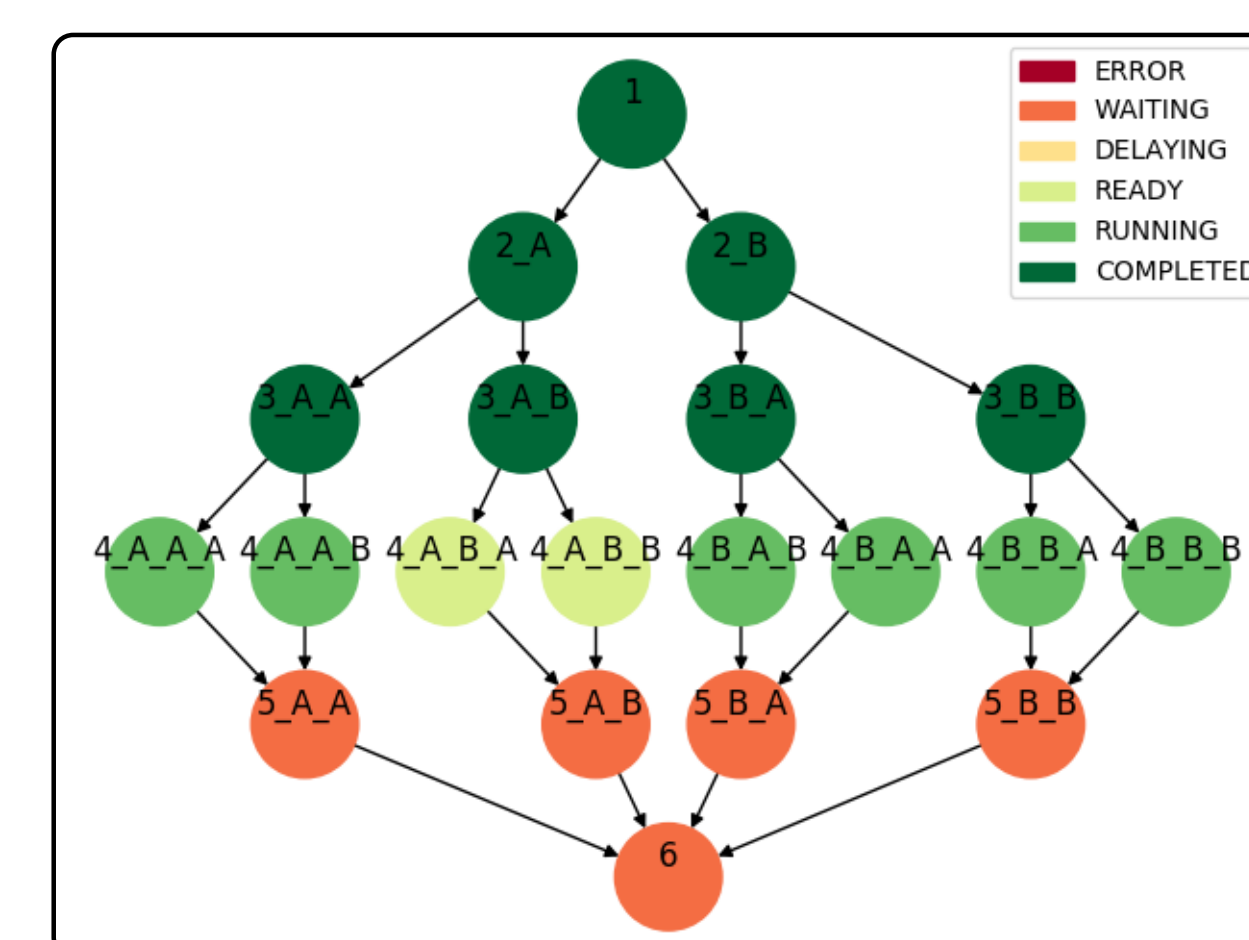 1
ERROR
WAITING
DELAYING
READY
RUNNING
COMPLETED
2_A
2_B
3_A_A
3_A_B
3_B_A
3_B_B
4_A_A_A
4_A_A_B
4_A_B_A
4_A_B_B
4_B_A_B
4_B_A_A
4_B_B_A
4_B_B_B
5_A_A
5_A_B
5_B_A
5_B_B
6